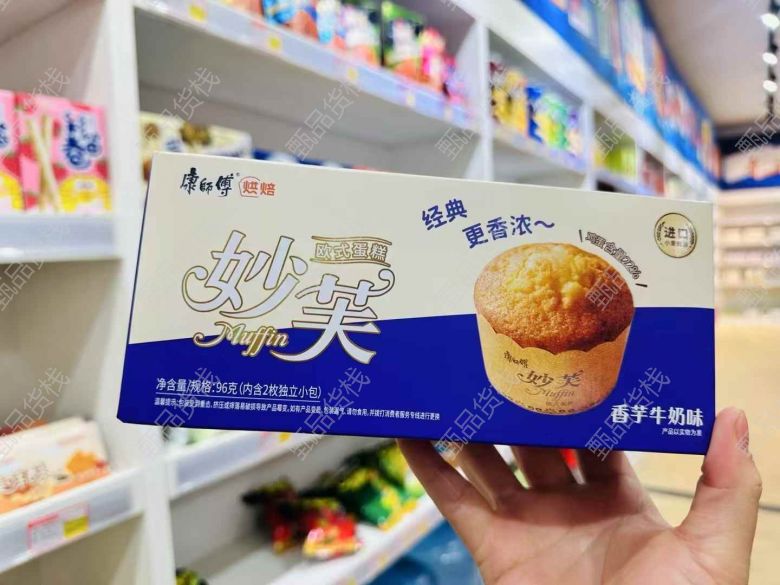 康師傅 烘焙
经典
更香浓～
进口
欧式蛋糕
妙芙
Muffin
康師傅
妙芙
Muffin
净含量/规格:96克(内含2枚独立小包)
香芋牛奶味
产品以实物为准
甄品货栈